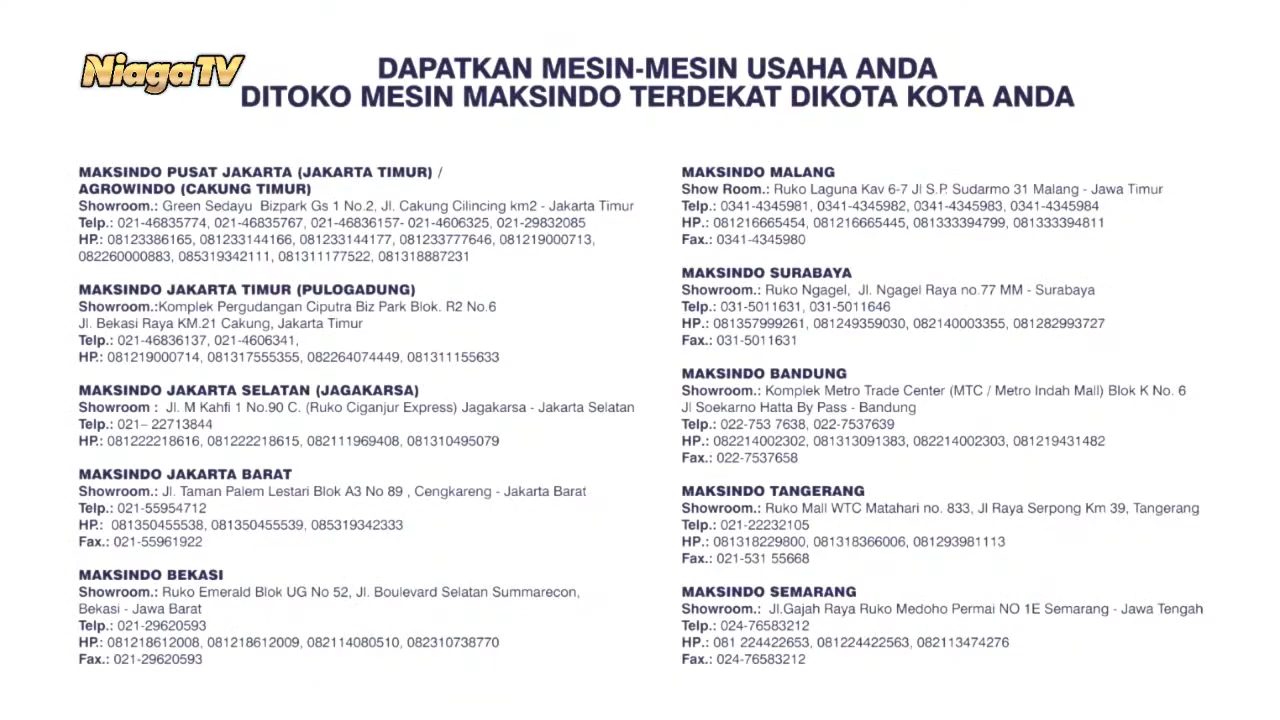 NiagaTV
DAPATKAN MESIN-MESIN USAHA ANDA
DITOKO MESIN MAKSINDO TERDEKAT DIKOTA KOTA ANDA
MAKSINDO PUSAT JAKARTA (JAKARTA TIMUR) /
AGROWINDO (CAKUNG TIMUR)
Showroom.: Green Sedayu Bizpark Gs 1 No.2, Jl. Cakung Cilincing km2 - Jakarta Timur
Telp.: 021-46835774, 021-46835767, 021-46836157- 021-4606325, 021-29832085
HP.: 08123386165, 081233144166, 081233144177, 081233777646, 081219000713,
082260000883, 085319342111, 081311177522, 081318887231
MAKSINDO JAKARTA TIMUR (PULOGADUNG)
Showroom.:Komplek Pergudangan Ciputra Biz Park Blok. R2 No.6
Jl. Bekasi Raya KM.21 Cakung, Jakarta Timur
Telp.: 021-46836137, 021-4606341,
HP.: 081219000714, 081317555355, 082264074449, 081311155633
MAKSINDO JAKARTA SELATAN (JAGAKARSA)
Showroom : Jl. M Kahfi 1 No.90 C. (Ruko Ciganjur Express) Jagakarsa - Jakarta Selatan
Telp.: 021– 22713844
HP.: 081222218616, 081222218615, 082111969408, 081310495079
MAKSINDO JAKARTA BARAT
Showroom.: Jl. Taman Palem Lestari Blok A3 No 89 , Cengkareng - Jakarta Barat
Telp.: 021-55954712
HP.: 081350455538, 081350455539, 085319342333
Fax.: 021-55961922
MAKSINDO BEKASI
Showroom.: Ruko Emerald Blok UG No 52, Jl. Boulevard Selatan Summarecon,
Bekasi - Jawa Barat
Telp.: 021-29620593
HP.: 081218612008, 081218612009, 082114080510, 082310738770
Fax.: 021-29620593
MAKSINDO MALANG
Show Room.: Ruko Laguna Kav 6-7 Jl S.P. Sudarmo 31 Malang - Jawa Timur
Telp.: 0341-4345981, 0341-4345982, 0341-4345983, 0341-4345984
HP.: 081216665454, 081216665445, 081333394799, 081333394811
Fax.: 0341-4345980
MAKSINDO SURABAYA
Showroom.: Ruko Ngagel, Jl. Ngagel Raya no.77 MM - Surabaya
Telp.: 031-5011631, 031-5011646
HP.: 081357999261, 081249359030, 082140003355, 081282993727
Fax.: 031-5011631
MAKSINDO BANDUNG
Showroom.: Komplek Metro Trade Center (MTC / Metro Indah Mall) Blok K No. 6
Jl Soekarno Hatta By Pass - Bandung
Telp.: 022-753 7638, 022-7537639
HP.: 082214002302, 081313091383, 082214002303, 081219431482
Fax.: 022-7537658
MAKSINDO TANGERANG
Showroom.: Ruko Mall WTC Matahari no. 833, Jl Raya Serpong Km 39, Tangerang
Telp.: 021-22232105
HP.: 081318229800, 081318366006, 081293981113
Fax.: 021-531 55668
MAKSINDO SEMARANG
Showroom.: Jl.Gajah Raya Ruko Medoho Permai NO 1E Semarang - Jawa Tengah
Telp.: 024-76583212
HP.: 081 224422653, 081224422563, 082113474276
Fax.: 024-76583212